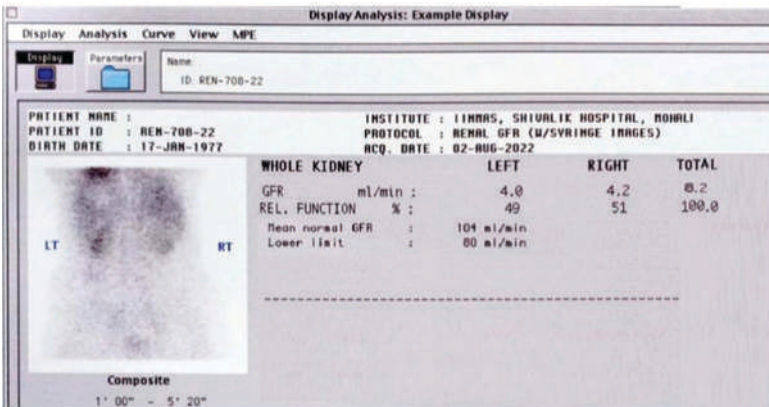 Display Analysis: Example Display
Display Analysis Curve View MPE
Display Parameters Name:
ID: REN-708-22
PATIENT NAME : INSTITUTE : IINMAS, SHIVALIK HOSPITAL, MOHALI
PATIENT ID : REN-708-22 PROTOCOL : RENAL GFR (W/SYRINGE IMAGES)
BIRTH DATE : 17-JAN-1977 ACQ. DATE : 02-AUG-2022
WHOLE KIDNEY LEFT RIGHT TOTAL
GFR ml/min : 4.0 4.2 8.2
REL. FUNCTION % : 49 51 100.0
Mean normal GFR : 104 ml/min
Lower limit : 80 ml/min
LT RT
Composite
1' 00" - 5' 20"